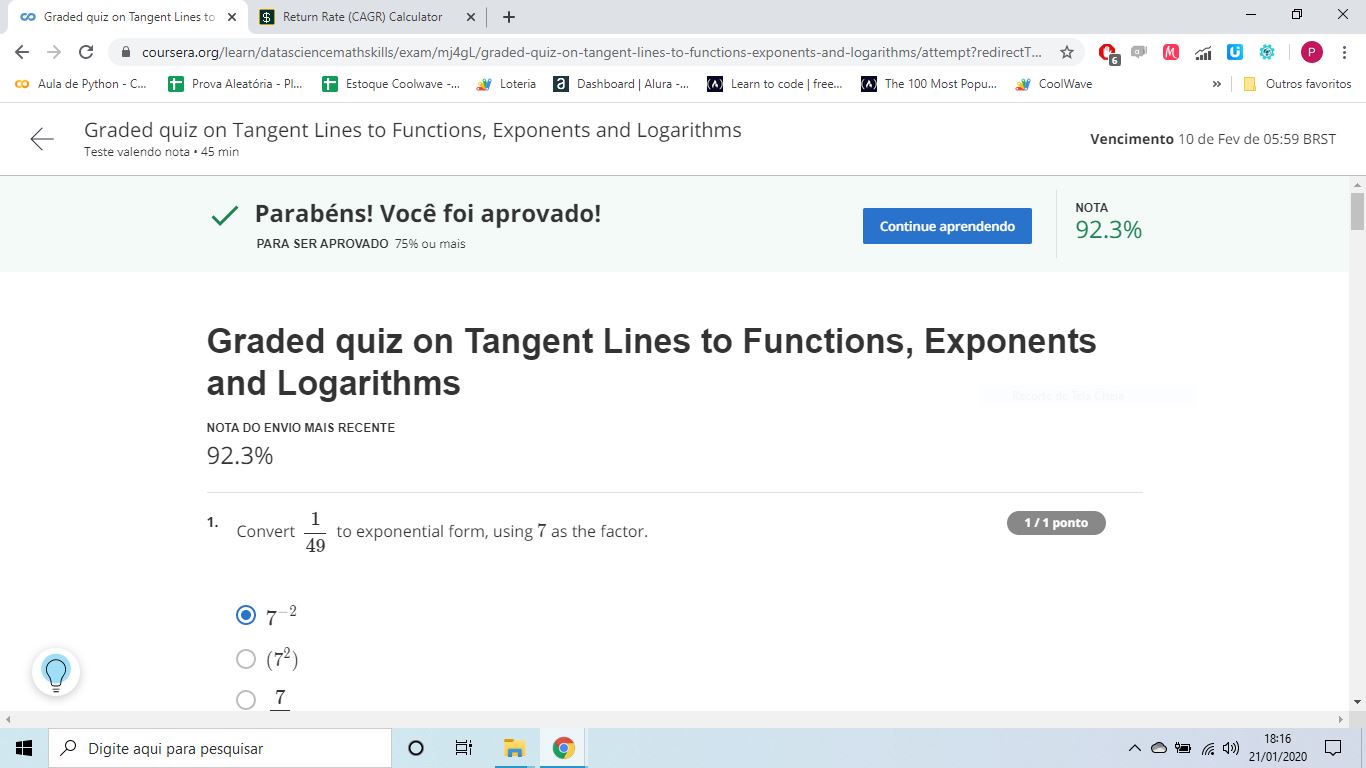 Graded quiz on Tangent Lines to
Return Rate (CAGR) Calculator
coursera.org/learn/datasciencemathskills/exam/mj4gL/graded-quiz-on-tangent-lines-to-functions-exponents-and-logarithms/attempt?redirectT...
6
P
Aula de Python - C...
Prova Aleatória - Pl...
Estoque Coolwave -...
Loteria
Dashboard | Alura -...
Learn to code | free...
The 100 Most Popu...
CoolWave
»
Outros favoritos
Graded quiz on Tangent Lines to Functions, Exponents and Logarithms
Teste valendo nota • 45 min
Vencimento 10 de Fev de 05:59 BRST
Parabéns! Você foi aprovado!
PARA SER APROVADO 75% ou mais
Continue aprendendo
NOTA
92.3%
Graded quiz on Tangent Lines to Functions, Exponents
and Logarithms
Recorte de Tela Cheia
NOTA DO ENVIO MAIS RECENTE
92.3%
1. Convert 1/49 to exponential form, using 7 as the factor.
1 / 1 ponto
7⁻²
(7²)
7
Digite aqui para pesquisar
18:16
21/01/2020